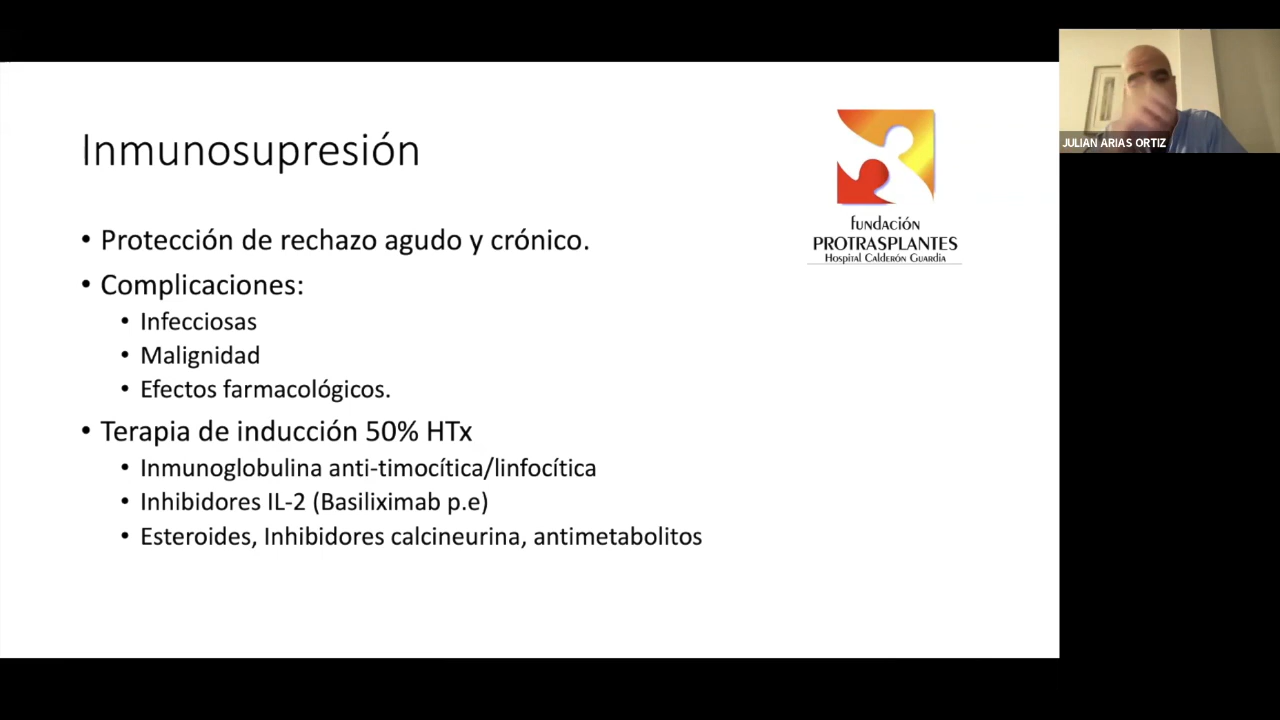 Inmunosupresión
• Protección de rechazo agudo y crónico.
• Complicaciones:
• Infecciosas
• Malignidad
• Efectos farmacológicos.
• Terapia de inducción 50% HTx
• Inmunoglobulina anti-timocítica/linfocítica
• Inhibidores IL-2 (Basiliximab p.e)
• Esteroides, Inhibidores calcineurina, antimetabolitos
fundación
PROTRASPLANTES
Hospital Calderón Guardia
JULIAN ARIAS ORTIZ